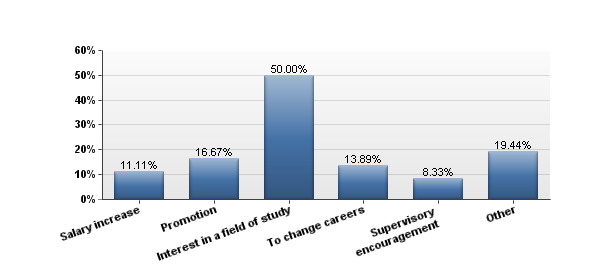 60%
50%
40%
30%
20%
10%
0%
11.11%
16.67%
50.00%
13.89%
8.33%
19.44%
Salary increase
Promotion
Interest in a field of study
To change careers
Supervisory
encouragement
Other